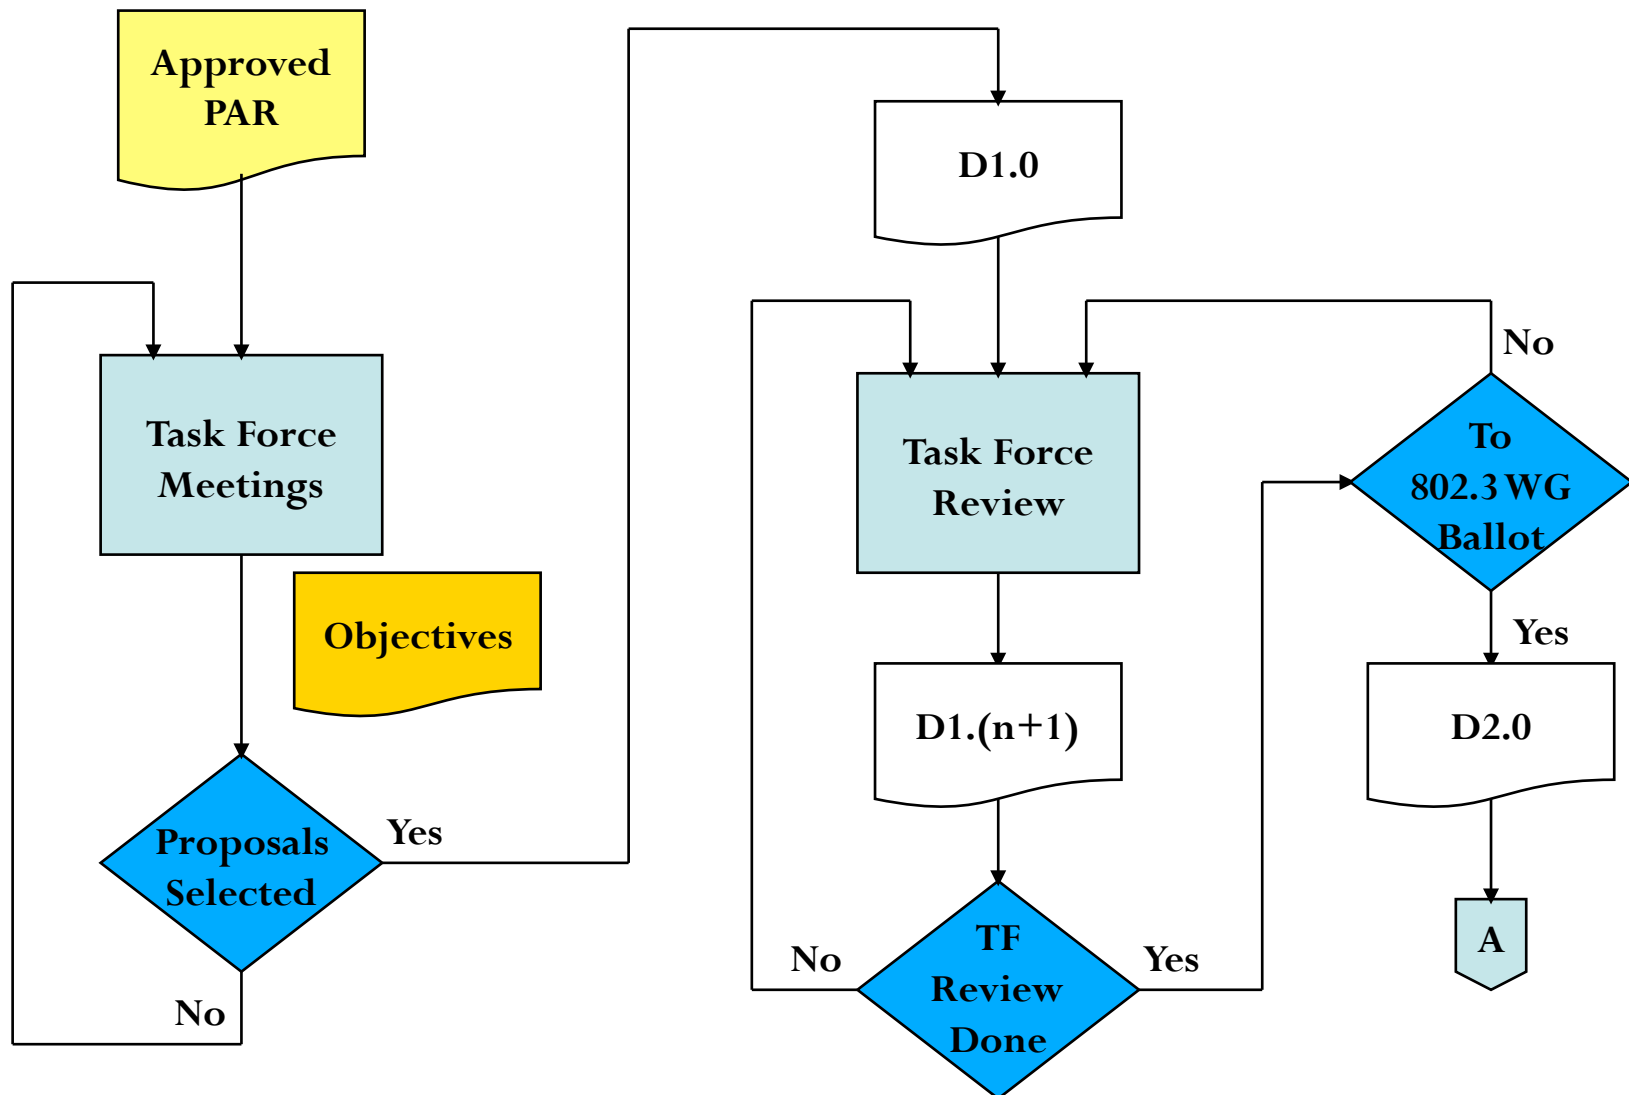 Approved
PAR
Task Force
Meetings
Objectives
Proposals
Selected
Yes
No
D1.0
Task Force
Review
D1.(n+1)
TF
Review
Done
No
Yes
To
802.3 WG
Ballot
No
Yes
D2.0
A